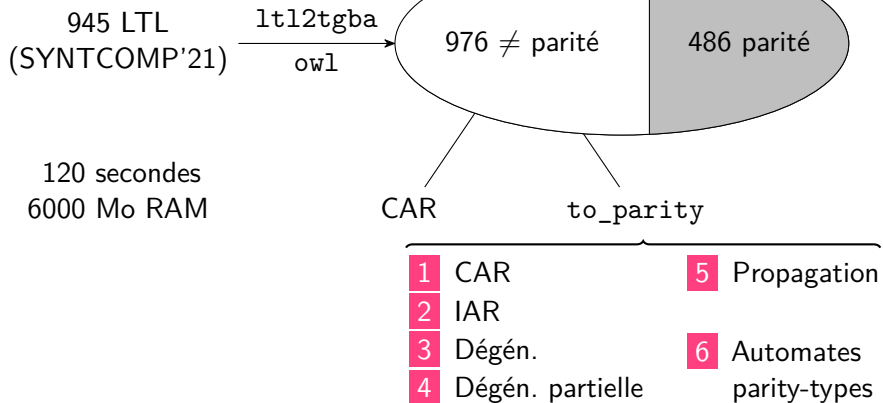 945 LTL
(SYNTCOMP'21)
ltl2tgba
owl
976 ≠ parité
486 parité
120 secondes
6000 Mo RAM
CAR
to_parity
1 CAR
2 IAR
3 Dégén.
4 Dégén. partielle
5 Propagation
6 Automates
parity-types